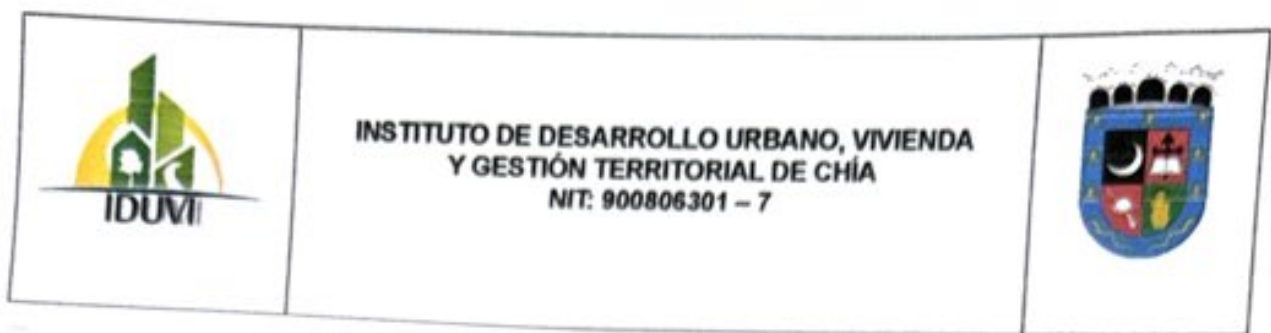 IDUVI
INSTITUTO DE DESARROLLO URBANO, VIVIENDA
Y GESTIÓN TERRITORIAL DE CHÍA
NIT: 900806301 – 7